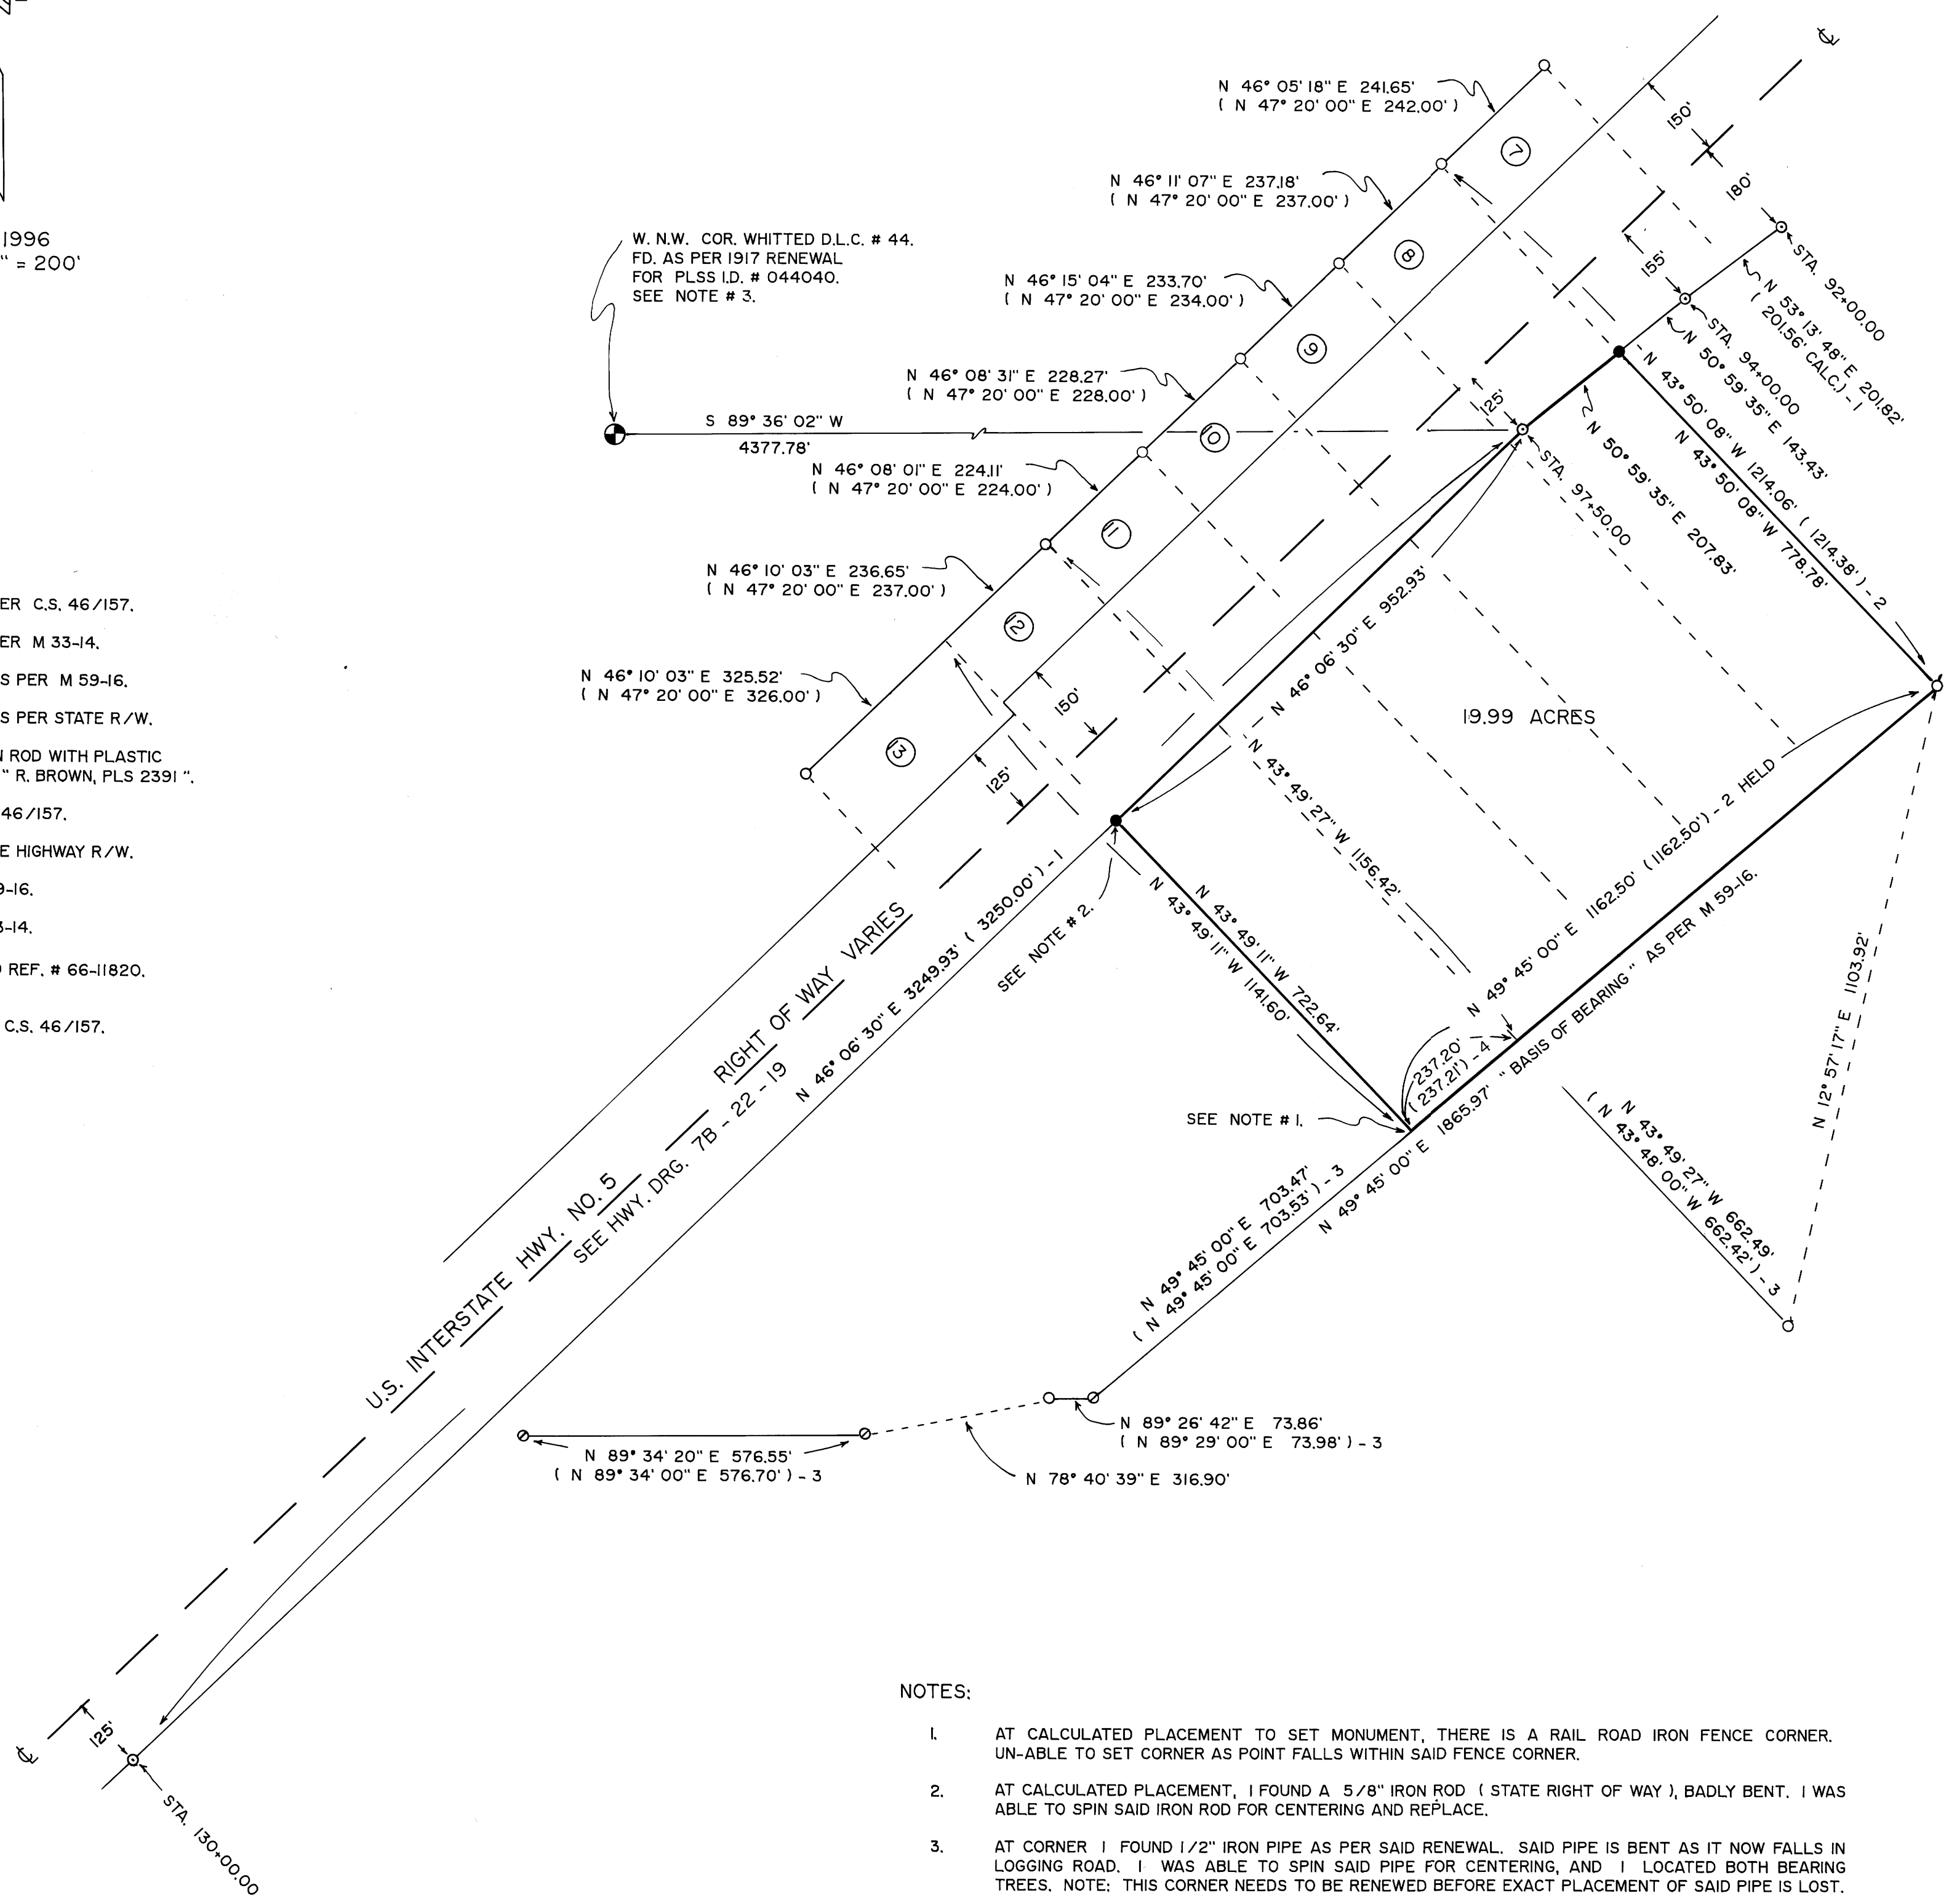 1996
" = 200'
ER C.S. 46/157.
ER M 33-14.
S PER M 59-16.
S PER STATE R/W.
N ROD WITH PLASTIC
" R. BROWN, PLS 2391 ".
46/157.
E HIGHWAY R/W.
9-16.
3-14.
REF. # 66-11820.
C.S. 46/157.
W. N.W. COR. WHITTED D.L.C. # 44.
FD. AS PER 1917 RENEWAL
FOR PLSS I.D. # 044040.
SEE NOTE # 3.
S 89° 36' 02" W
4377.78'
N 46° 05' 18" E 241.65'
( N 47° 20' 00" E 242.00' )
N 46° 11' 07" E 237.18'
( N 47° 20' 00" E 237.00' )
N 46° 15' 04" E 233.70'
( N 47° 20' 00" E 234.00' )
N 46° 08' 31" E 228.27'
( N 47° 20' 00" E 228.00' )
N 46° 08' 01" E 224.11'
( N 47° 20' 00" E 224.00' )
N 46° 10' 03" E 236.65'
( N 47° 20' 00" E 237.00' )
N 46° 10' 03" E 325.52'
( N 47° 20' 00" E 326.00' )
7
8
9
10
11
12
13
150'
180'
155'
125'
150'
125'
STA. 92+00.00
N 53° 13' 48" E 201.82'
( 201.56' CALC.) - 1
STA. 94+00.00
N 50° 59' 35" E 143.43'
N 43° 50' 08" W 1214.06' ( 1214.38' ) - 2
N 43° 50' 08" W 778.78'
N 50° 59' 35" E 207.83'
STA. 97+50.00
N 46° 06' 30" E 952.93'
19.99 ACRES
N 43° 49' 27" W 1156.42'
N 49° 45' 00" E 1162.50' (1162.50') - 2 HELD
N 43° 49' 11" W 722.64'
N 43° 49' 11" W 1141.60'
SEE NOTE # 2.
SEE NOTE # 1.
237.20'
( 237.21') - 4
N 49° 45' 00" E 1865.97' " BASIS OF BEARING " AS PER M 59-16.
N 12° 57' 17" E 1103.92'
N 43° 49' 27" W 662.49'
( N 43° 48' 00" W 662.42' ) - 3
N 49° 45' 00" E 703.47'
( N 49° 45' 00" E 703.53') - 3
N 46° 06' 30" E 3249.93' ( 3250.00' ) - 1
RIGHT OF WAY VARIES
U.S. INTERSTATE HWY. NO. 5
SEE HWY. DRG. 7B - 22 - 19
N 89° 26' 42" E 73.86'
( N 89° 29' 00" E 73.98' ) - 3
N 89° 34' 20" E 576.55'
( N 89° 34' 00" E 576.70' ) - 3
N 78° 40' 39" E 316.90'
125'
STA. 130+00.00
NOTES:
1. AT CALCULATED PLACEMENT TO SET MONUMENT, THERE IS A RAIL ROAD IRON FENCE CORNER.
UN-ABLE TO SET CORNER AS POINT FALLS WITHIN SAID FENCE CORNER.
2. AT CALCULATED PLACEMENT, I FOUND A 5/8" IRON ROD ( STATE RIGHT OF WAY ), BADLY BENT. I WAS
ABLE TO SPIN SAID IRON ROD FOR CENTERING AND REPLACE.
3. AT CORNER I FOUND 1/2" IRON PIPE AS PER SAID RENEWAL. SAID PIPE IS BENT AS IT NOW FALLS IN
LOGGING ROAD. I WAS ABLE TO SPIN SAID PIPE FOR CENTERING, AND I LOCATED BOTH BEARING
TREES. NOTE: THIS CORNER NEEDS TO BE RENEWED BEFORE EXACT PLACEMENT OF SAID PIPE IS LOST.